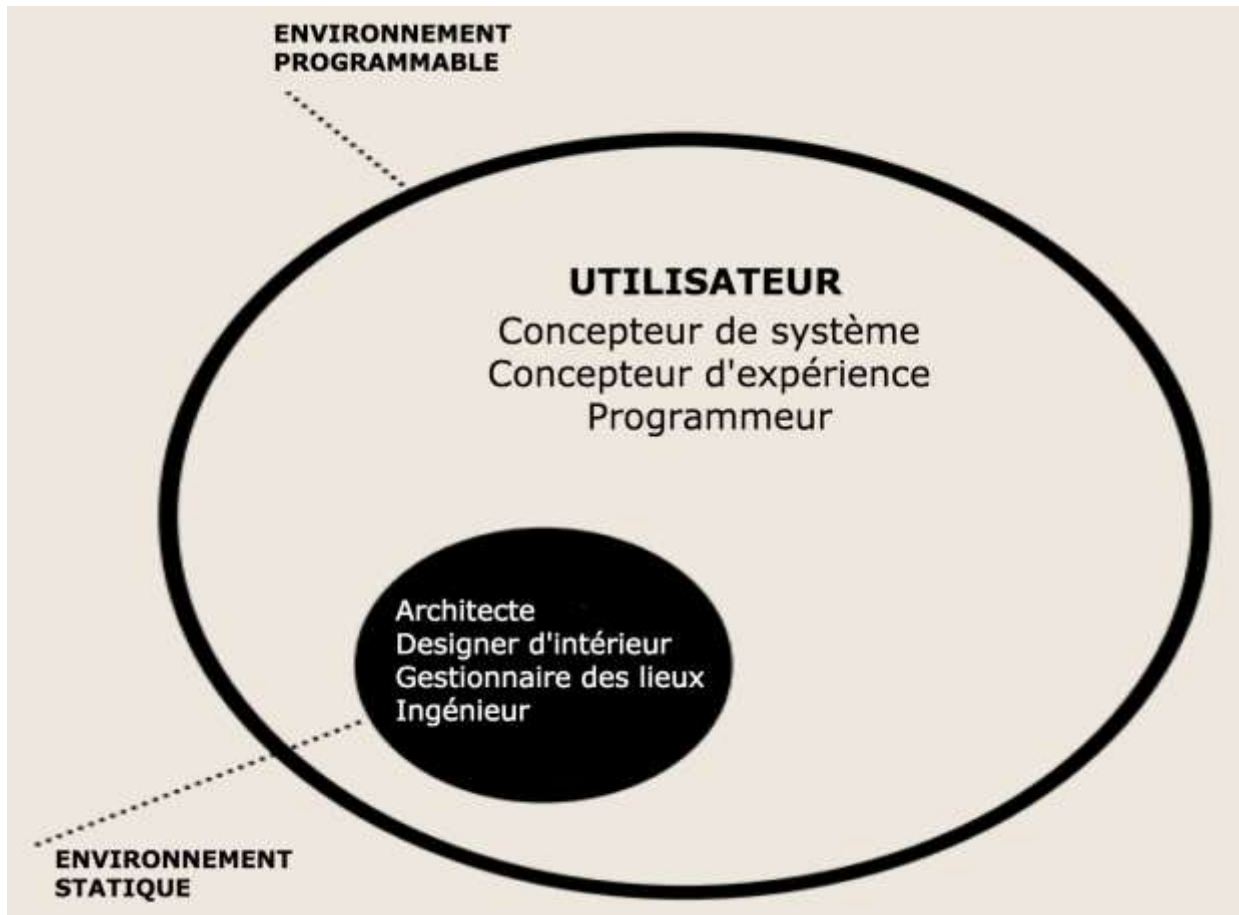 ENVIRONNEMENT
PROGRAMMABLE
UTILISATEUR
Concepteur de système
Concepteur d'expérience
Programmeur
Architecte
Designer d'intérieur
Gestionnaire des lieux
Ingénieur
ENVIRONNEMENT
STATIQUE